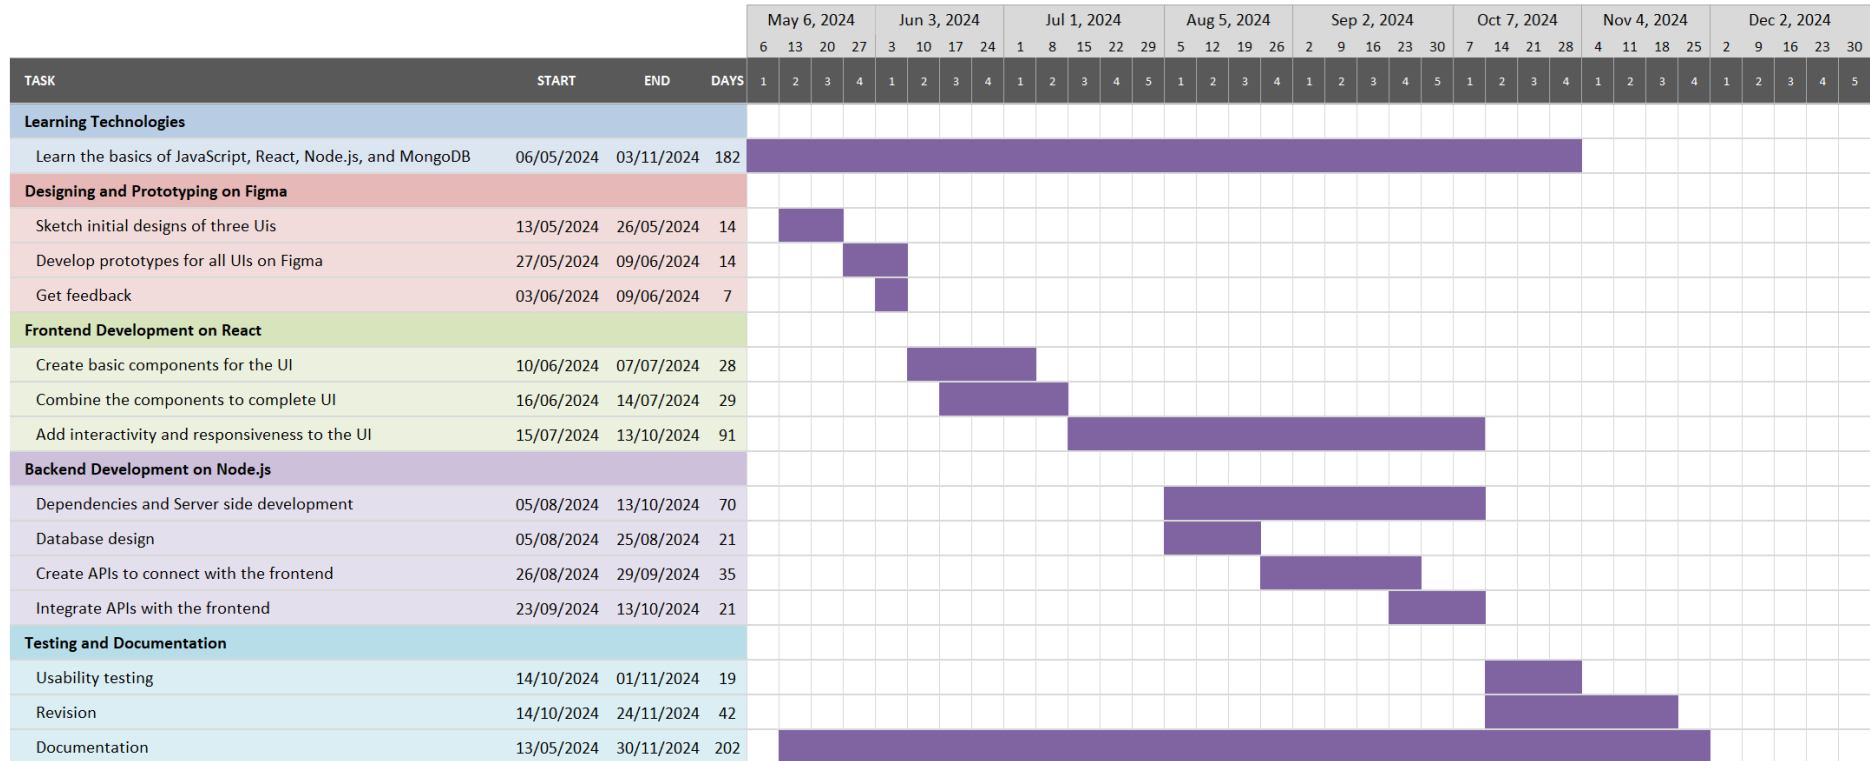 May 6, 2024 Jun 3, 2024 Jul 1, 2024 Aug 5, 2024 Sep 2, 2024 Oct 7, 2024 Nov 4, 2024 Dec 2, 2024
6 13 20 27 3 10 17 24 1 8 15 22 29 5 12 19 26 2 9 16 23 30 7 14 21 28 4 11 18 25 2 9 16 23 30
TASK START END DAYS 1 2 3 4 1 2 3 4 1 2 3 4 5 1 2 3 4 1 2 3 4 5 1 2 3 4 1 2 3 4 1 2 3 4 5
Learning Technologies
Learn the basics of JavaScript, React, Node.js, and MongoDB 06/05/2024 03/11/2024 182
Designing and Prototyping on Figma
Sketch initial designs of three Uis 13/05/2024 26/05/2024 14
Develop prototypes for all UIs on Figma 27/05/2024 09/06/2024 14
Get feedback 03/06/2024 09/06/2024 7
Frontend Development on React
Create basic components for the UI 10/06/2024 07/07/2024 28
Combine the components to complete UI 16/06/2024 14/07/2024 29
Add interactivity and responsiveness to the UI 15/07/2024 13/10/2024 91
Backend Development on Node.js
Dependencies and Server side development 05/08/2024 13/10/2024 70
Database design 05/08/2024 25/08/2024 21
Create APIs to connect with the frontend 26/08/2024 29/09/2024 35
Integrate APIs with the frontend 23/09/2024 13/10/2024 21
Testing and Documentation
Usability testing 14/10/2024 01/11/2024 19
Revision 14/10/2024 24/11/2024 42
Documentation 13/05/2024 30/11/2024 202